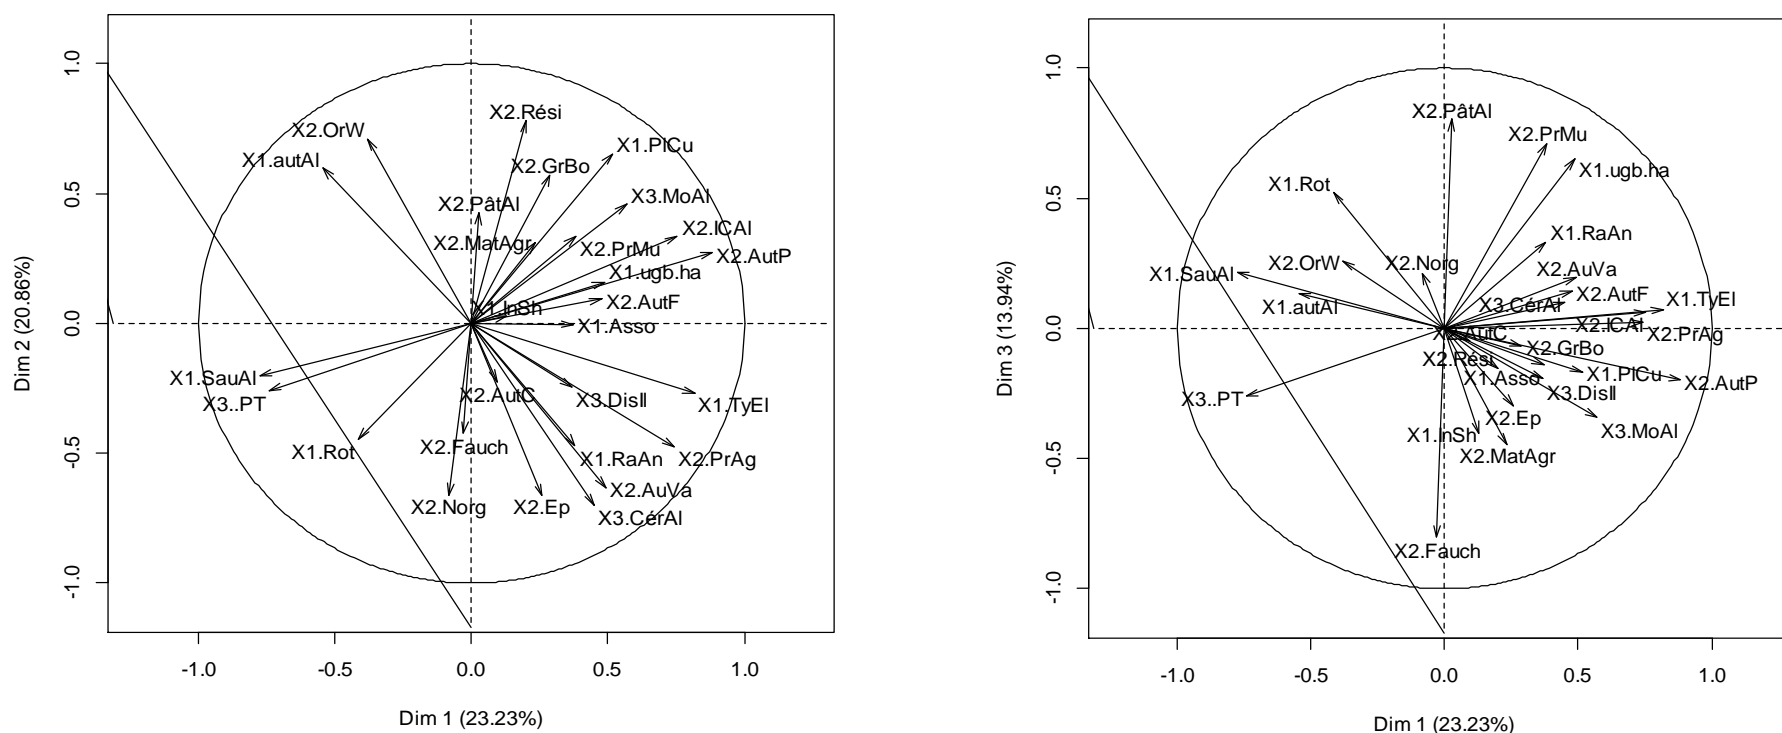 1.0
0.5
0.0
-0.5
-1.0
Dim 2 (20.86%)
X2.Rési
X2.OrW
X1.PlCu
X1.autAl
X2.GrBo
X3.MoAl
X2.PâtAl
X2.ICAl
X2.MatAgr
X2.PrMu
X2.AutP
X1.ugb.ha
X2.AutF
X1.InSh
X1.Asso
X1.SauAl
X3..PT
X2.AutC
X3.DisIl
X1.TyEl
X1.Rot
X2.Fauch
X1.RaAn
X2.PrAg
X2.AuVa
X2.Norg
X2.Ep
X3.CérAl
-1.0
-0.5
0.0
0.5
1.0
Dim 1 (23.23%)
1.0
0.5
0.0
-0.5
-1.0
Dim 3 (13.94%)
X2.PâtAl
X2.PrMu
X1.ugb.ha
X1.Rot
X1.RaAn
X2.OrW
X2.Norg
X2.AuVa
X1.SauAl
X1.autAl
X3.CérAl
X2.AutF
X1.TyEl
X2.ICAl
X2.PrAg
X2.AutC
X2.GrBo
X2.Rési
X1.Asso
X1.PlCu
X2.AutP
X3..PT
X3.DisIl
X2.Ep
X1.InSh
X3.MoAl
X2.MatAgr
X2.Fauch
-1.0
-0.5
0.0
0.5
1.0
Dim 1 (23.23%)